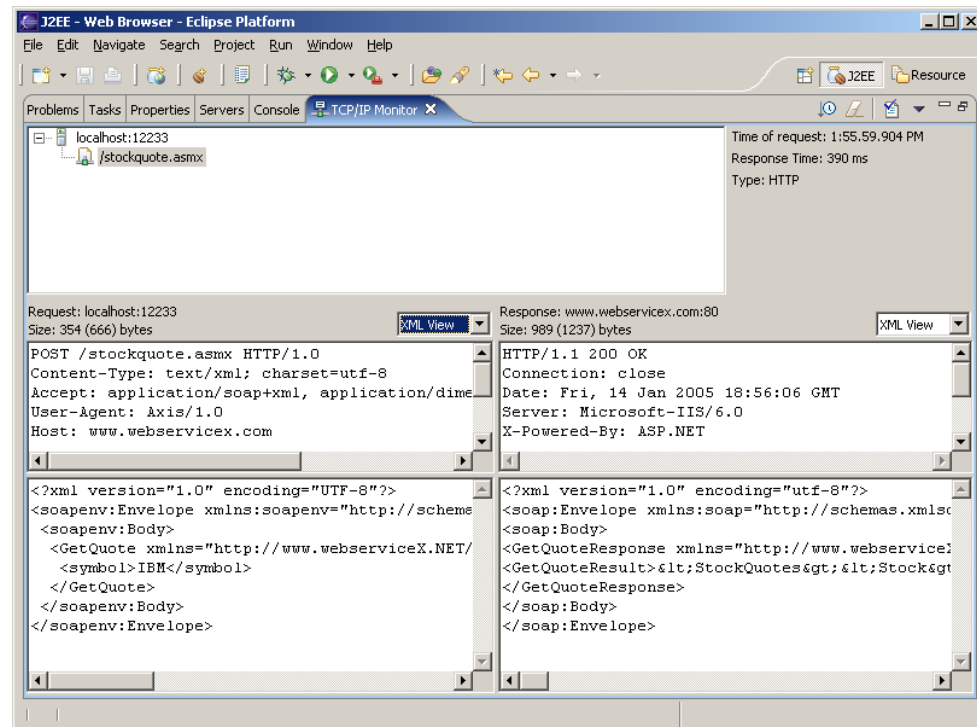 J2EE - Web Browser - Eclipse Platform
File Edit Navigate Search Project Run Window Help
J2EE Resource
Problems Tasks Properties Servers Console TCP/IP Monitor
localhost:12233
/stockquote.asmx
Time of request: 1:55.59.904 PM
Response Time: 390 ms
Type: HTTP
Request: localhost:12233
Size: 354 (666) bytes
XML View
Response: www.webservicex.com:80
Size: 989 (1237) bytes
XML View
POST /stockquote.asmx HTTP/1.0
Content-Type: text/xml; charset=utf-8
Accept: application/soap+xml, application/dime
User-Agent: Axis/1.0
Host: www.webservicex.com
HTTP/1.1 200 OK
Connection: close
Date: Fri, 14 Jan 2005 18:56:06 GMT
Server: Microsoft-IIS/6.0
X-Powered-By: ASP.NET
<?xml version="1.0" encoding="UTF-8"?>
<soapenv:Envelope xmlns:soapenv="http://scheme
<soapenv:Body>
<GetQuote xmlns="http://www.webserviceX.NET/
<symbol>IBM</symbol>
</GetQuote>
</soapenv:Body>
</soapenv:Envelope>
<?xml version="1.0" encoding="utf-8"?>
<soap:Envelope xmlns:soap="http://schemas.xmlso
<soap:Body>
<GetQuoteResponse xmlns="http://www.webservice
<GetQuoteResult>&lt;StockQuotes&gt;&lt;Stock&gt
</GetQuoteResponse>
</soap:Body>
</soap:Envelope>